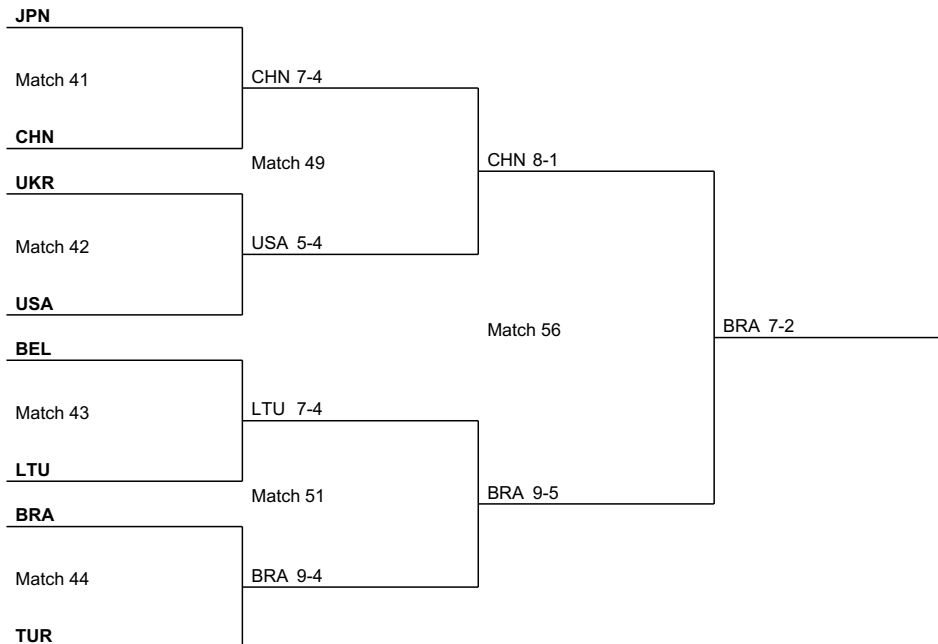 JPN
Match 41
CHN 7-4
CHN
Match 49
CHN 8-1
UKR
Match 42
USA 5-4
USA
Match 56
BRA 7-2
BEL
Match 43
LTU 7-4
LTU
Match 51
BRA 9-5
BRA
Match 44
BRA 9-4
TUR